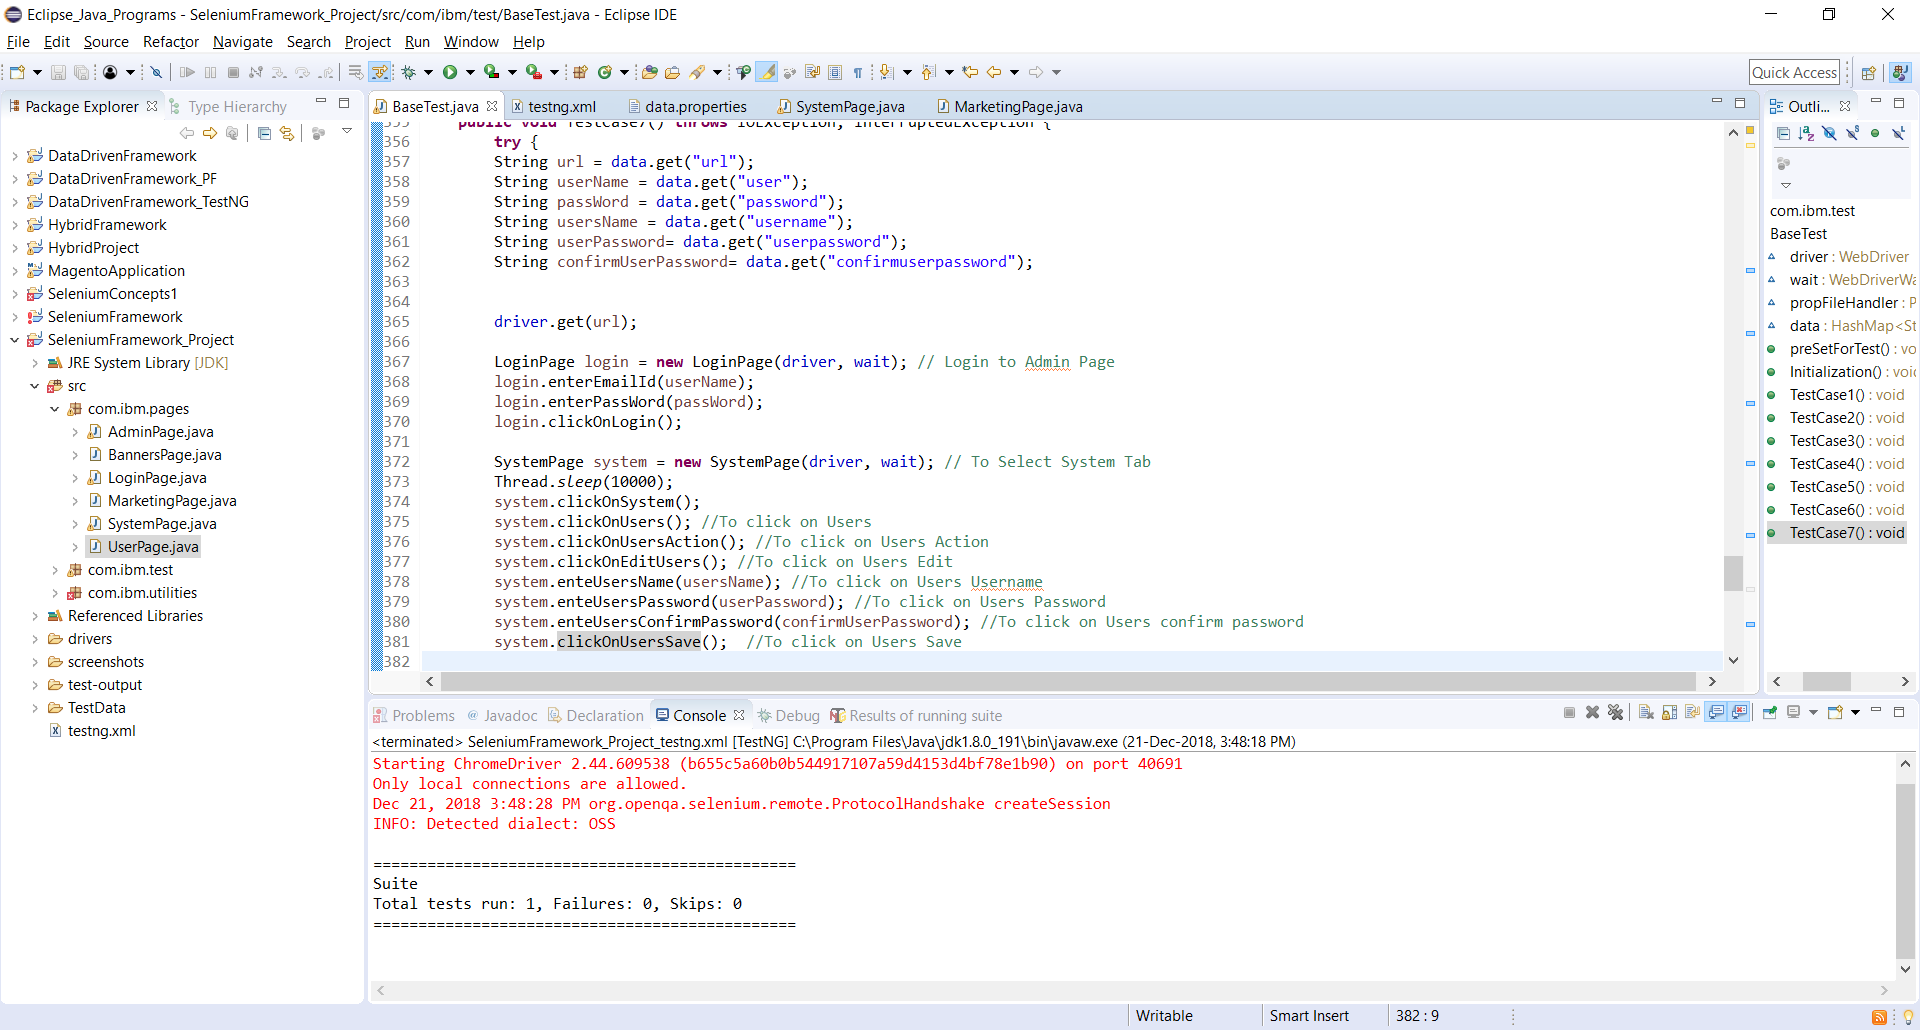 Eclipse_Java_Programs - SeleniumFramework_Project/src/com/ibm/test/BaseTest.java - Eclipse IDE
File Edit Source Refactor Navigate Search Project Run Window Help
Quick Access
Package Explorer
Type Hierarchy
DataDrivenFramework
DataDrivenFramework_PF
DataDrivenFramework_TestNG
HybridFramework
HybridProject
MagentoApplication
SeleniumConcepts1
SeleniumFramework
SeleniumFramework_Project
JRE System Library [JDK]
src
com.ibm.pages
AdminPage.java
BannersPage.java
LoginPage.java
MarketingPage.java
SystemPage.java
UserPage.java
com.ibm.test
com.ibm.utilities
Referenced Libraries
drivers
screenshots
test-output
TestData
testng.xml
BaseTest.java testng.xml data.properties SystemPage.java MarketingPage.java
355 public void TestCase7() throws IOException, InterruptedException {
356 try {
357 String url = data.get("url");
358 String userName = data.get("user");
359 String passWord = data.get("password");
360 String usersName = data.get("username");
361 String userPassword= data.get("userpassword");
362 String confirmUserPassword= data.get("confirmuserpassword");
363
364
365 driver.get(url);
366
367 LoginPage login = new LoginPage(driver, wait); // Login to Admin Page
368 login.enterEmailId(userName);
369 login.enterPassWord(passWord);
370 login.clickOnLogin();
371
372 SystemPage system = new SystemPage(driver, wait); // To Select System Tab
373 Thread.sleep(10000);
374 system.clickOnSystem();
375 system.clickOnUsers(); //To click on Users
376 system.clickOnUsersAction(); //To click on Users Action
377 system.clickOnEditUsers(); //To click on Users Edit
378 system.enteUsersName(usersName); //To click on Users Username
379 system.enteUsersPassword(userPassword); //To click on Users Password
380 system.enteUsersConfirmPassword(confirmUserPassword); //To click on Users confirm password
381 system.clickOnUsersSave(); //To click on Users Save
382
Outli...
com.ibm.test
BaseTest
driver : WebDriver
wait : WebDriverWa
propFileHandler : P
data : HashMap<St
preSetForTest() : vo
Initialization() : voi
TestCase1() : void
TestCase2() : void
TestCase3() : void
TestCase4() : void
TestCase5() : void
TestCase6() : void
TestCase7() : void
Problems Javadoc Declaration Console Debug Results of running suite
<terminated> SeleniumFramework_Project_testng.xml [TestNG] C:\Program Files\Java\jdk1.8.0_191\bin\javaw.exe (21-Dec-2018, 3:48:18 PM)
Starting ChromeDriver 2.44.609538 (b655c5a60b0b544917107a59d4153d4bf78e1b90) on port 40691
Only local connections are allowed.
Dec 21, 2018 3:48:28 PM org.openqa.selenium.remote.ProtocolHandshake createSession
INFO: Detected dialect: OSS
===============================================
Suite
Total tests run: 1, Failures: 0, Skips: 0
===============================================
Writable Smart Insert 382 : 9